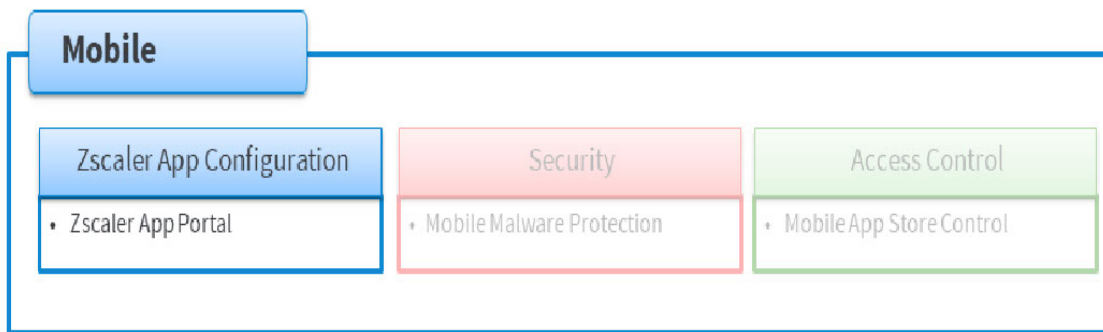 Mobile
Zscaler App Configuration
• Zscaler App Portal
Security
• Mobile Malware Protection
Access Control
• Mobile App Store Control